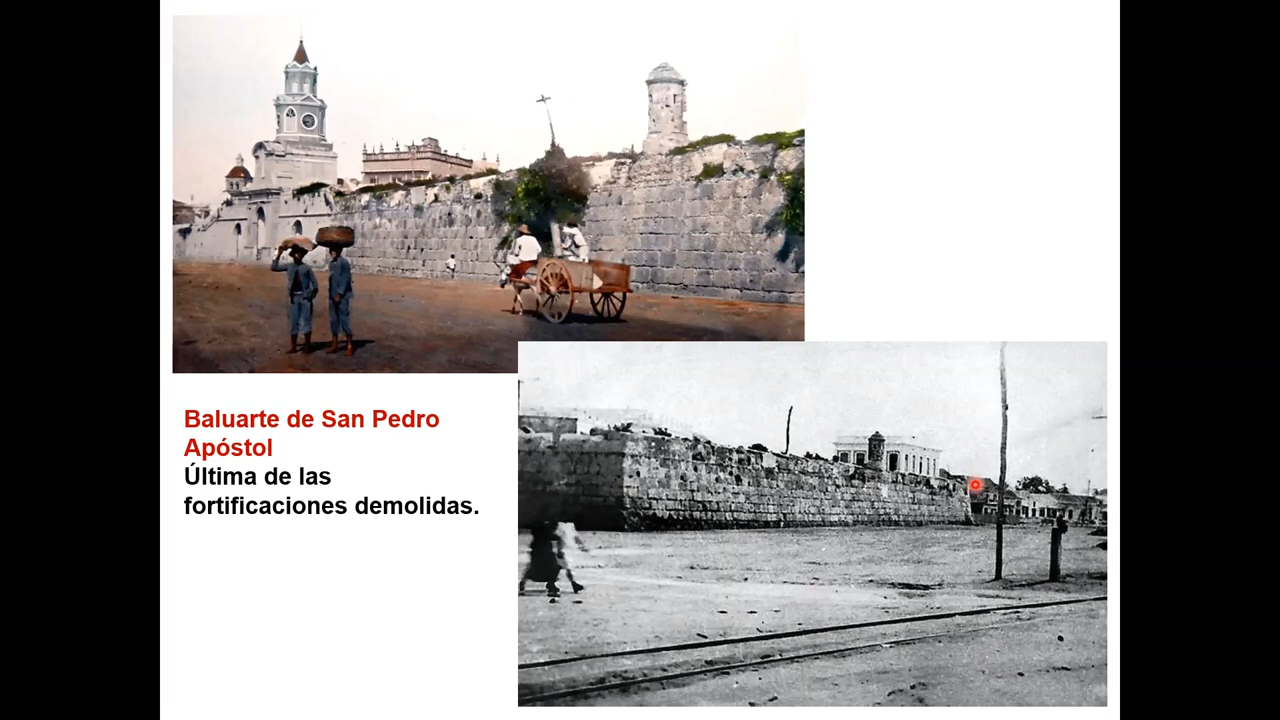 Baluarte de San Pedro
Apóstol
Última de las
fortificaciones demolidas.